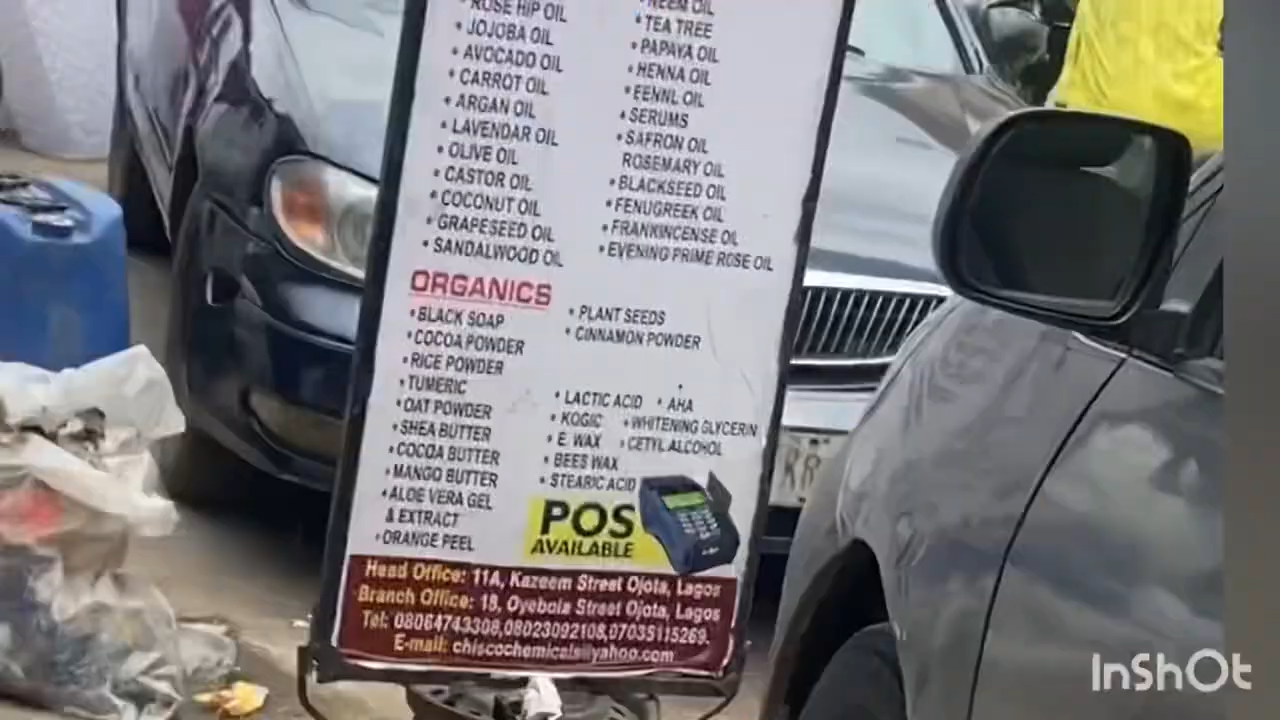 • ROSE HIP OIL
• JOJOBA OIL
• AVOCADO OIL
• CARROT OIL
• ARGAN OIL
• LAVENDAR OIL
• OLIVE OIL
• CASTOR OIL
• COCONUT OIL
• GRAPESEED OIL
• SANDALWOOD OIL
• NEEM OIL
• TEA TREE
• PAPAYA OIL
• HENNA OIL
• EENNL OIL
• SERUMS
• SAFRON OIL
ROSEMARY OIL
• BLACKSEED OIL
• FENUGREEK OIL
• FRANKINCENSE OIL
• EVENING PRIME ROSE OIL
ORGANICS
• BLACK SOAP
• COCOA POWDER
• RICE POWDER
• TUMERIC
• OAT POWDER
• SHEA BUTTER
• COCOA BUTTER
• MANGO BUTTER
• ALOE VERA GEL
& EXTRACT
• ORANGE PEEL
• PLANT SEEDS
• CINNAMON POWDER
• LACTIC ACID • AHA
• KOGIC • WHITENING GLYCERIN
• E. WAX • CETYL ALCOHOL
• BEES WAX
• STEARIC ACID
POS
AVAILABLE
Head Office: 11A, Kazeem Street Ojota, Lagos
Branch Office: 18, Oyebola Street Ojota, Lagos
Tel: 08064743308,08023092108,07035115269.
E-mail: chiscochemicals@yahoo.com
InShOt